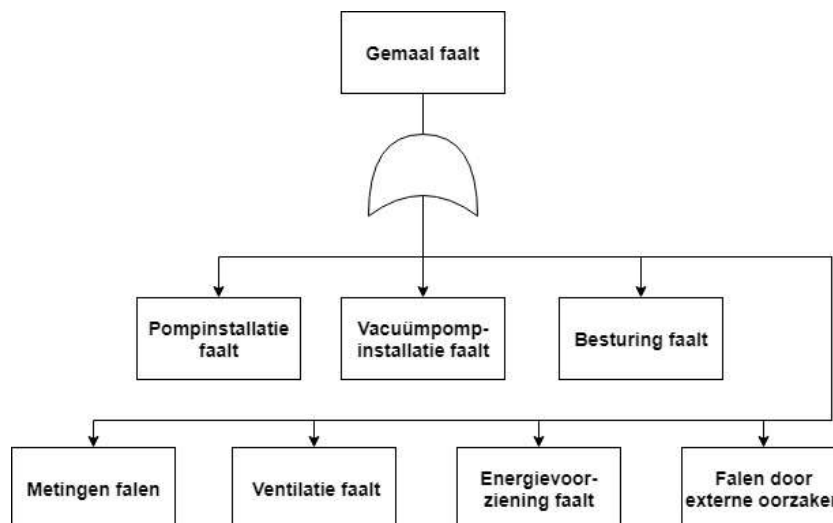 Gemaal faalt
Pompinstallatie
faalt
Vacuümpomp-
installatie faalt
Besturing faalt
Metingen falen
Ventilatie faalt
Energievoor-
ziening faalt
Falen door
externe oorzaken